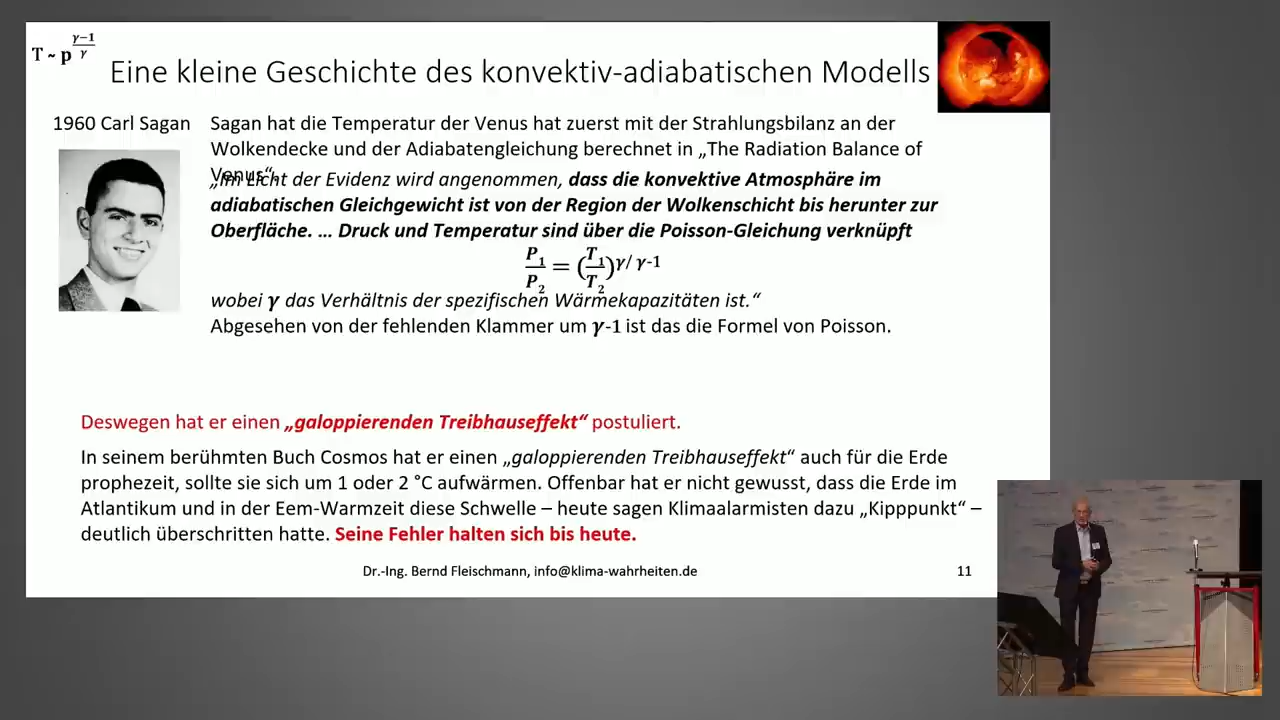 T ~ p^(γ−1)/γ
Eine kleine Geschichte des konvektiv-adiabatischen Modells
1960 Carl Sagan
Sagan hat die Temperatur der Venus hat zuerst mit der Strahlungsbilanz an der
Wolkendecke und der Adiabatengleichung berechnet in „The Radiation Balance of
Venus“.
„Im Licht der Evidenz wird angenommen, dass die konvektive Atmosphäre im
adiabatischen Gleichgewicht ist von der Region der Wolkenschicht bis herunter zur
Oberfläche. … Druck und Temperatur sind über die Poisson-Gleichung verknüpft
P1/P2 = (T1/T2)^γ/ γ-1
wobei γ das Verhältnis der spezifischen Wärmekapazitäten ist.“
Abgesehen von der fehlenden Klammer um γ-1 ist das die Formel von Poisson.
Deswegen hat er einen „galoppierenden Treibhauseffekt“ postuliert.
In seinem berühmten Buch Cosmos hat er einen „galoppierenden Treibhauseffekt“ auch für die Erde
prophezeit, sollte sie sich um 1 oder 2 °C aufwärmen. Offenbar hat er nicht gewusst, dass die Erde im
Atlantikum und in der Eem-Warmzeit diese Schwelle – heute sagen Klimaalarmisten dazu „Kipppunkt“ –
deutlich überschritten hatte. Seine Fehler halten sich bis heute.
Dr.-Ing. Bernd Fleischmann, info@klima-wahrheiten.de
11